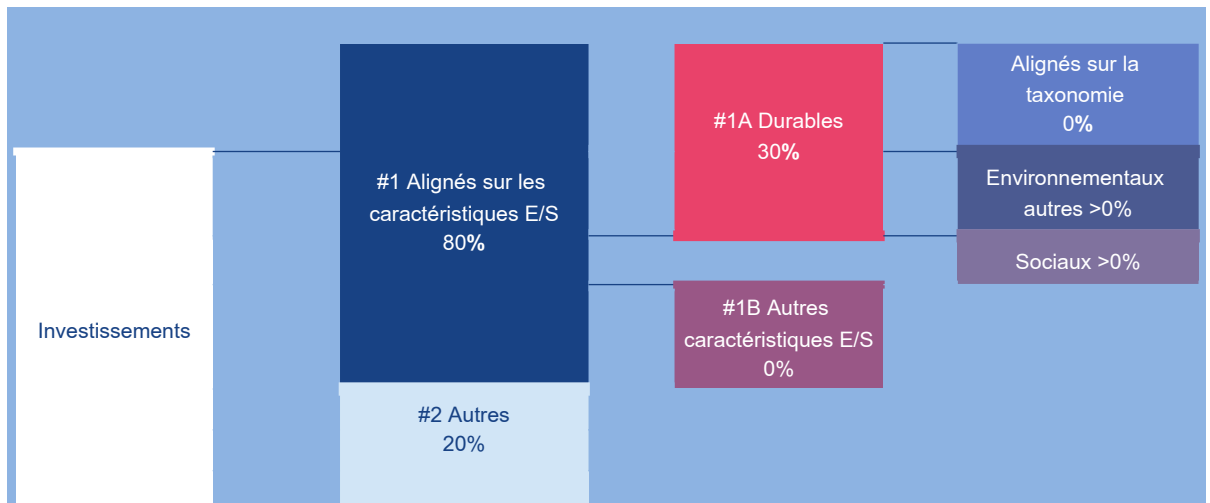 Investissements
#1 Alignés sur les
caractéristiques E/S
80%
#2 Autres
20%
#1A Durables
30%
#1B Autres
caractéristiques E/S
0%
Alignés sur la
taxonomie
0%
Environnementaux
autres >0%
Sociaux >0%